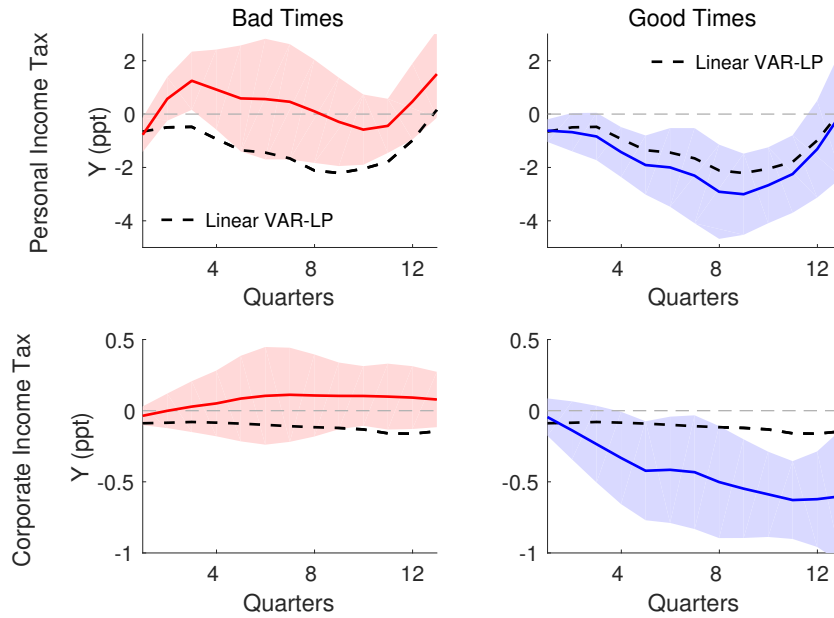 Bad Times
Good Times
Personal Income Tax
Y (ppt)
2
0
-2
-4
Linear VAR-LP
4
8
12
Quarters
2
0
-2
-4
Linear VAR-LP
4
8
12
Quarters
Corporate Income Tax
Y (ppt)
0.5
0
-0.5
-1
4
8
12
Quarters
0.5
0
-0.5
-1
4
8
12
Quarters